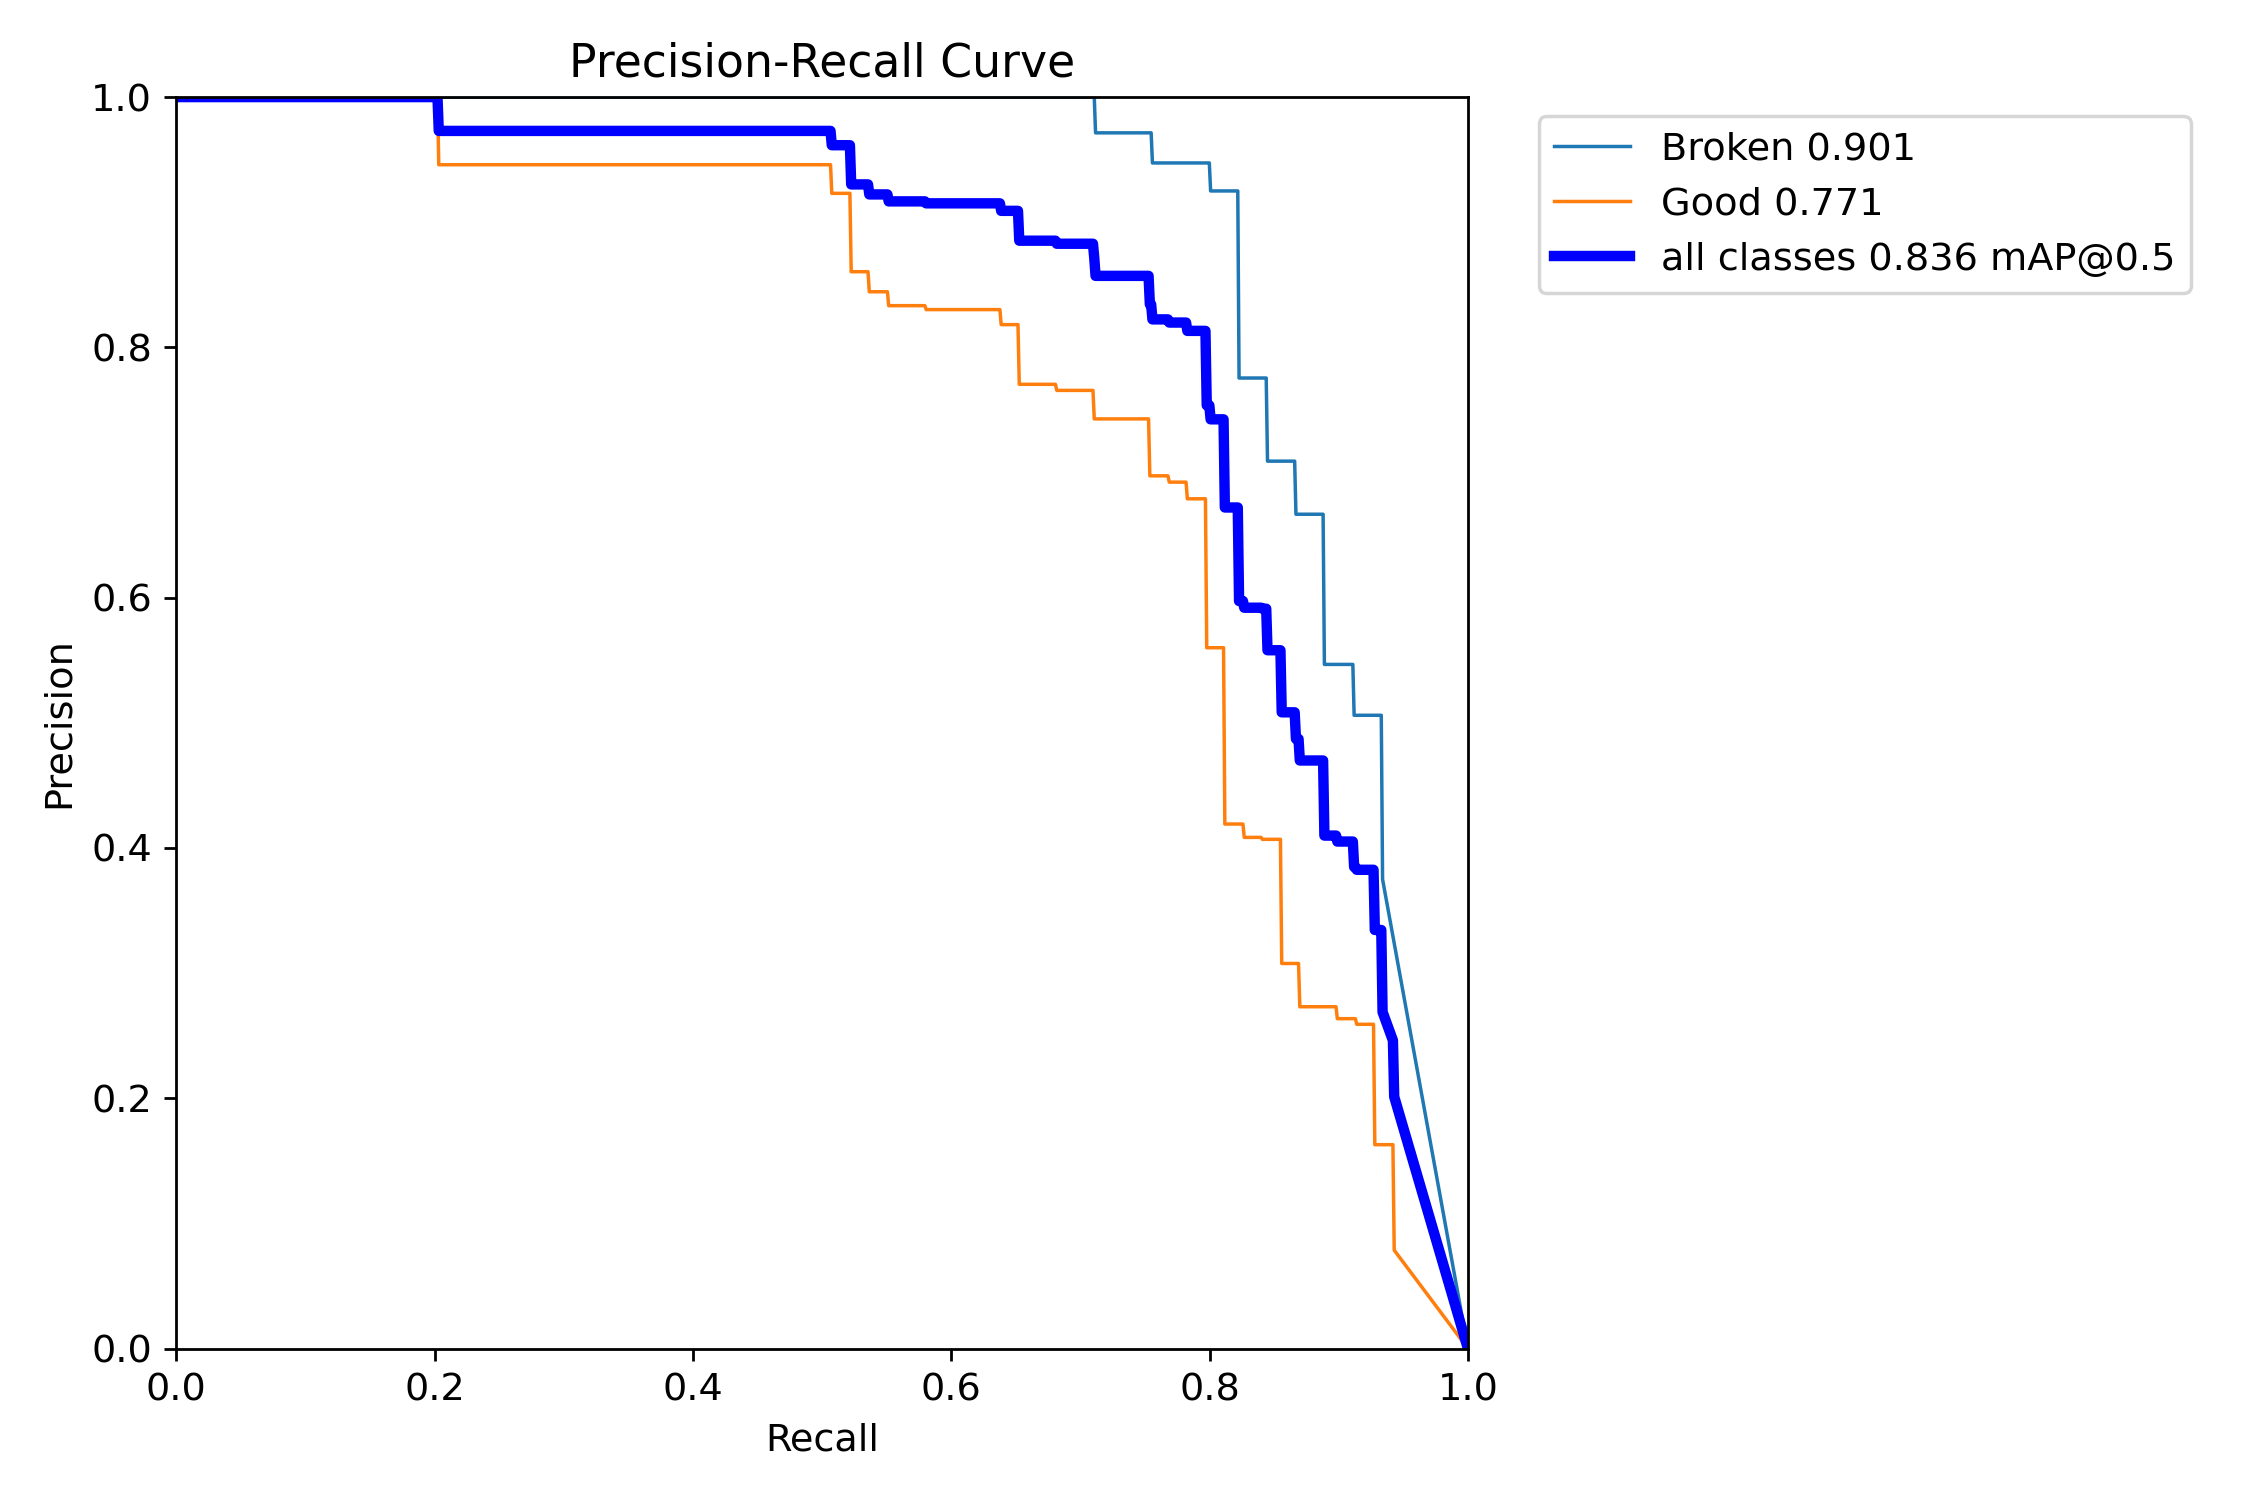 Precision-Recall Curve
1.0
0.8
0.6
0.4
0.2
0.0
Precision
0.0 0.2 0.4 0.6 0.8 1.0
Recall
Broken 0.901
Good 0.771
all classes 0.836 mAP@0.5